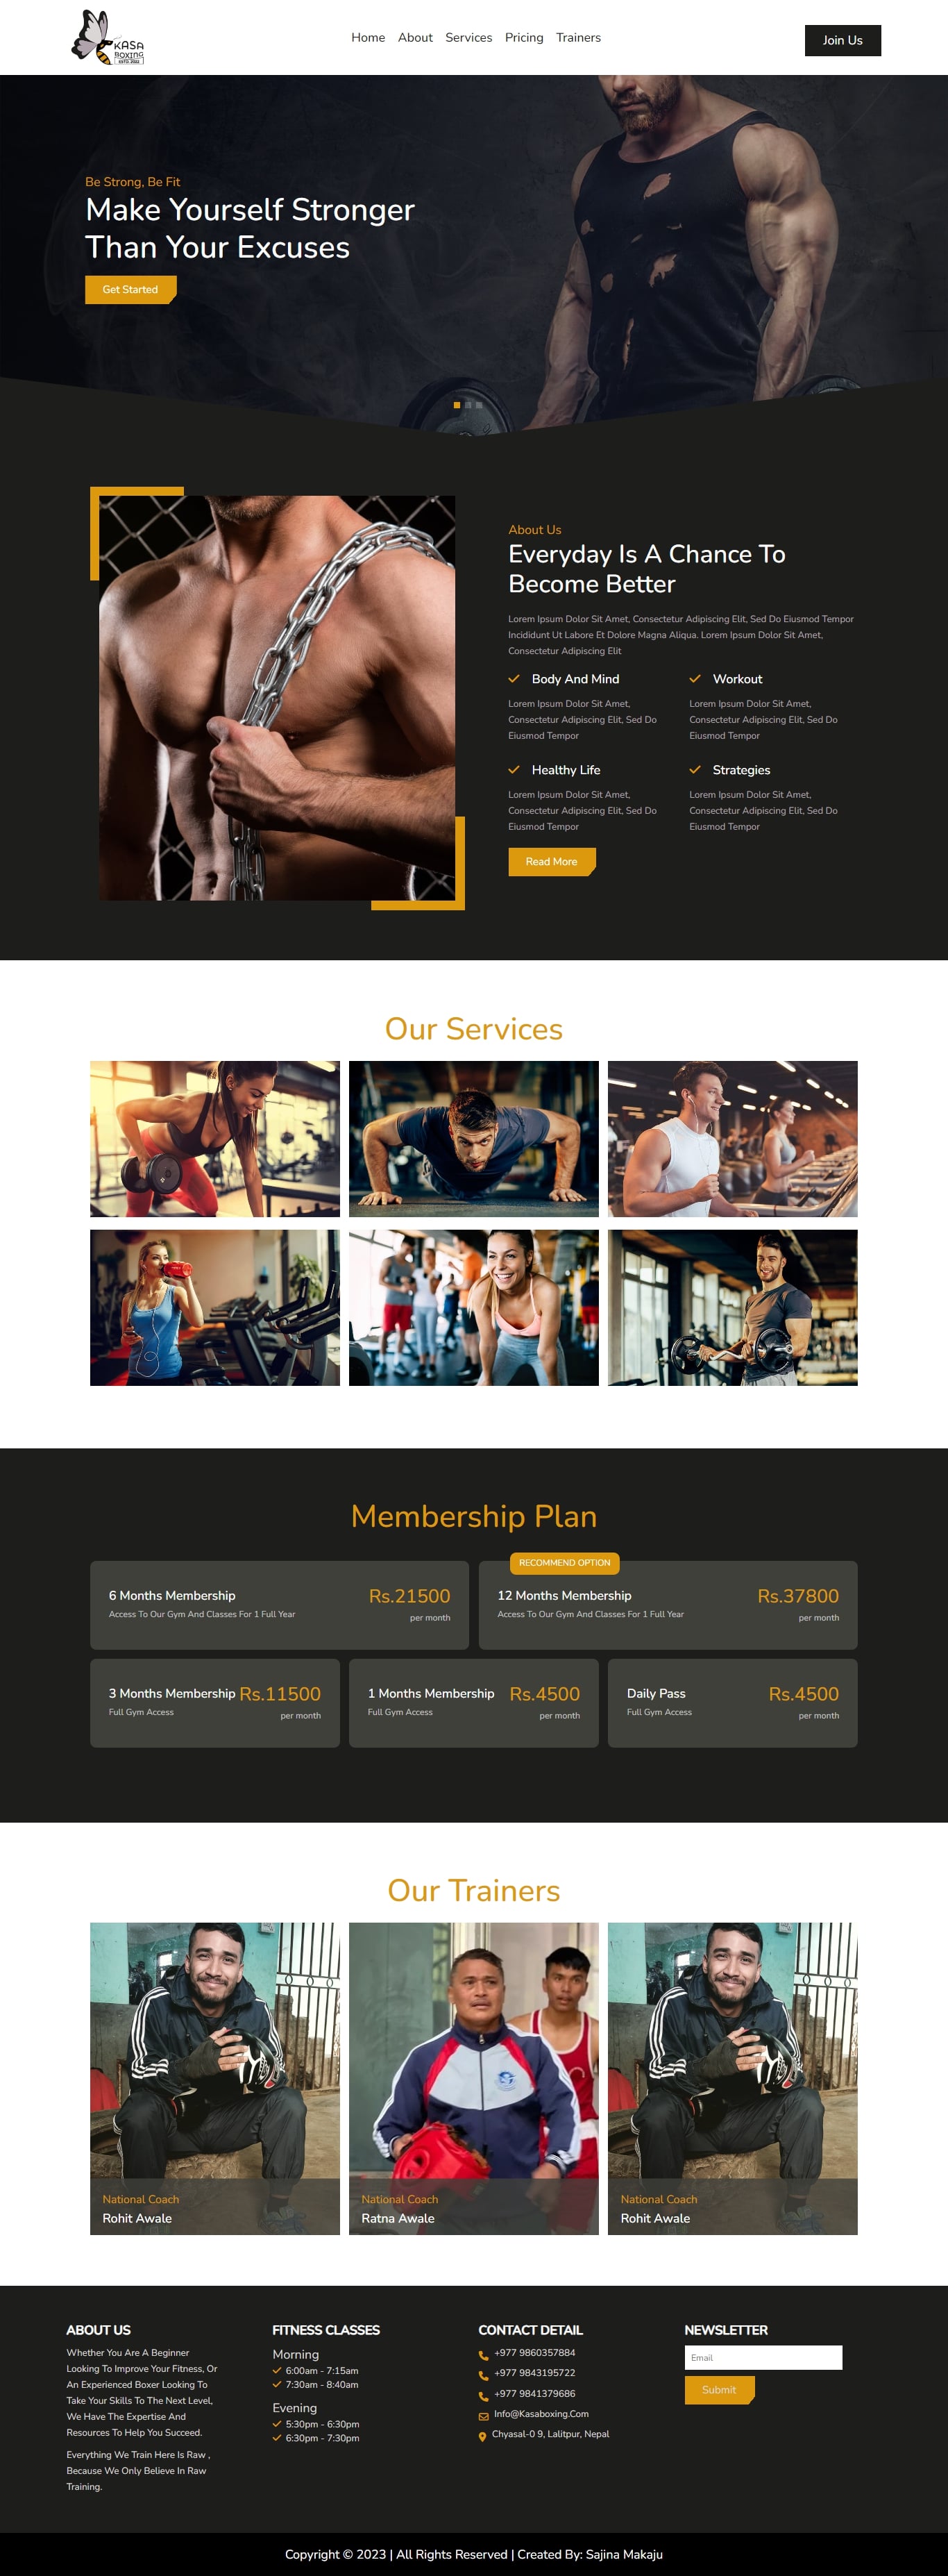 KASA
BOXING
ESTD. 2022
Home About Services Pricing Trainers
Join Us
Be Strong, Be Fit
Make Yourself Stronger
Than Your Excuses
Get Started
About Us
Everyday Is A Chance To
Become Better
Lorem Ipsum Dolor Sit Amet, Consectetur Adipiscing Elit, Sed Do Eiusmod Tempor
Incididunt Ut Labore Et Dolore Magna Aliqua. Lorem Ipsum Dolor Sit Amet,
Consectetur Adipiscing Elit
Body And Mind
Lorem Ipsum Dolor Sit Amet,
Consectetur Adipiscing Elit, Sed Do
Eiusmod Tempor
Workout
Lorem Ipsum Dolor Sit Amet,
Consectetur Adipiscing Elit, Sed Do
Eiusmod Tempor
Healthy Life
Lorem Ipsum Dolor Sit Amet,
Consectetur Adipiscing Elit, Sed Do
Eiusmod Tempor
Strategies
Lorem Ipsum Dolor Sit Amet,
Consectetur Adipiscing Elit, Sed Do
Eiusmod Tempor
Read More
Our Services
Membership Plan
6 Months Membership
Access To Our Gym And Classes For 1 Full Year
Rs.21500
per month
RECOMMEND OPTION
12 Months Membership
Access To Our Gym And Classes For 1 Full Year
Rs.37800
per month
3 Months Membership
Full Gym Access
Rs.11500
per month
1 Months Membership
Full Gym Access
Rs.4500
per month
Daily Pass
Full Gym Access
Rs.4500
per month
Our Trainers
National Coach
Rohit Awale
National Coach
Ratna Awale
National Coach
Rohit Awale
ABOUT US
Whether You Are A Beginner
Looking To Improve Your Fitness, Or
An Experienced Boxer Looking To
Take Your Skills To The Next Level,
We Have The Expertise And
Resources To Help You Succeed.
Everything We Train Here Is Raw ,
Because We Only Believe In Raw
Training.
FITNESS CLASSES
Morning
6:00am - 7:15am
7:30am - 8:40am
Evening
5:30pm - 6:30pm
6:30pm - 7:30pm
CONTACT DETAIL
+977 9860357884
+977 9843195722
+977 9841379686
Info@Kasaboxing.Com
Chyasal-0 9, Lalitpur, Nepal
NEWSLETTER
Email
Submit
Copyright © 2023 | All Rights Reserved | Created By: Sajina Makaju